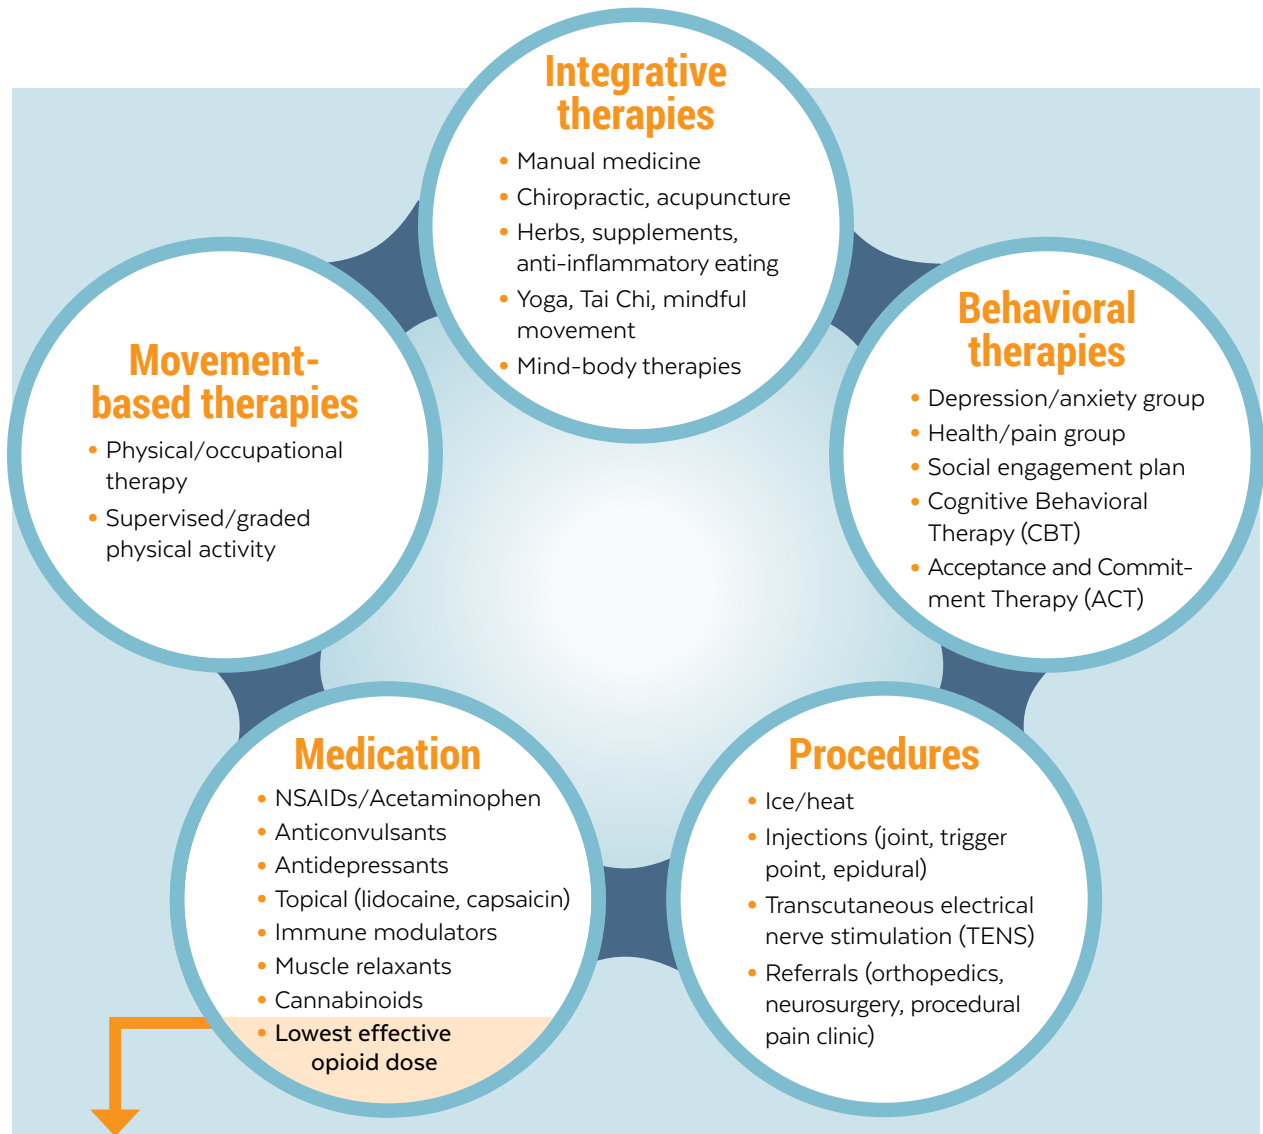 Integrative
therapies
• Manual medicine
• Chiropractic, acupuncture
• Herbs, supplements,
anti-inflammatory eating
• Yoga, Tai Chi, mindful
movement
• Mind-body therapies
Movement-
based therapies
• Physical/occupational
therapy
• Supervised/graded
physical activity
Behavioral
therapies
• Depression/anxiety group
• Health/pain group
• Social engagement plan
• Cognitive Behavioral
Therapy (CBT)
• Acceptance and Commit-
ment Therapy (ACT)
Medication
• NSAIDs/Acetaminophen
• Anticonvulsants
• Antidepressants
• Topical (lidocaine, capsaicin)
• Immune modulators
• Muscle relaxants
• Cannabinoids
• Lowest effective
opioid dose
Procedures
• Ice/heat
• Injections (joint, trigger
point, epidural)
• Transcutaneous electrical
nerve stimulation (TENS)
• Referrals (orthopedics,
neurosurgery, procedural
pain clinic)